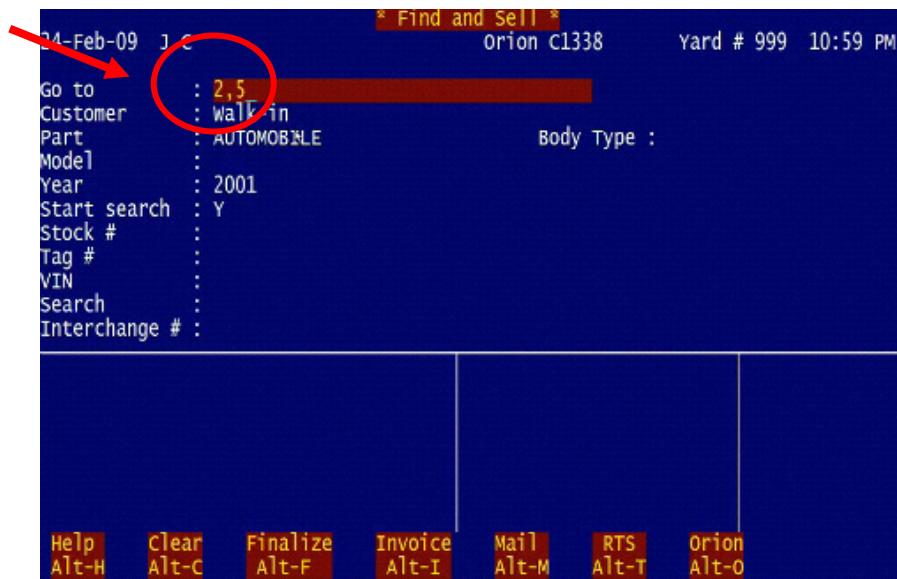 * Find and Sell *
24-Feb-09 J C Orion C1338 Yard # 999 10:59 PM
Go to : 2,5_
Customer : Walk-in
Part : AUTOMOBILE Body Type :
Model :
Year : 2001
Start search : Y
Stock # :
Tag # :
VIN :
Search :
Interchange # :
Help Clear Finalize Invoice Mail RTS Orion
Alt-H Alt-C Alt-F Alt-I Alt-M Alt-T Alt-O